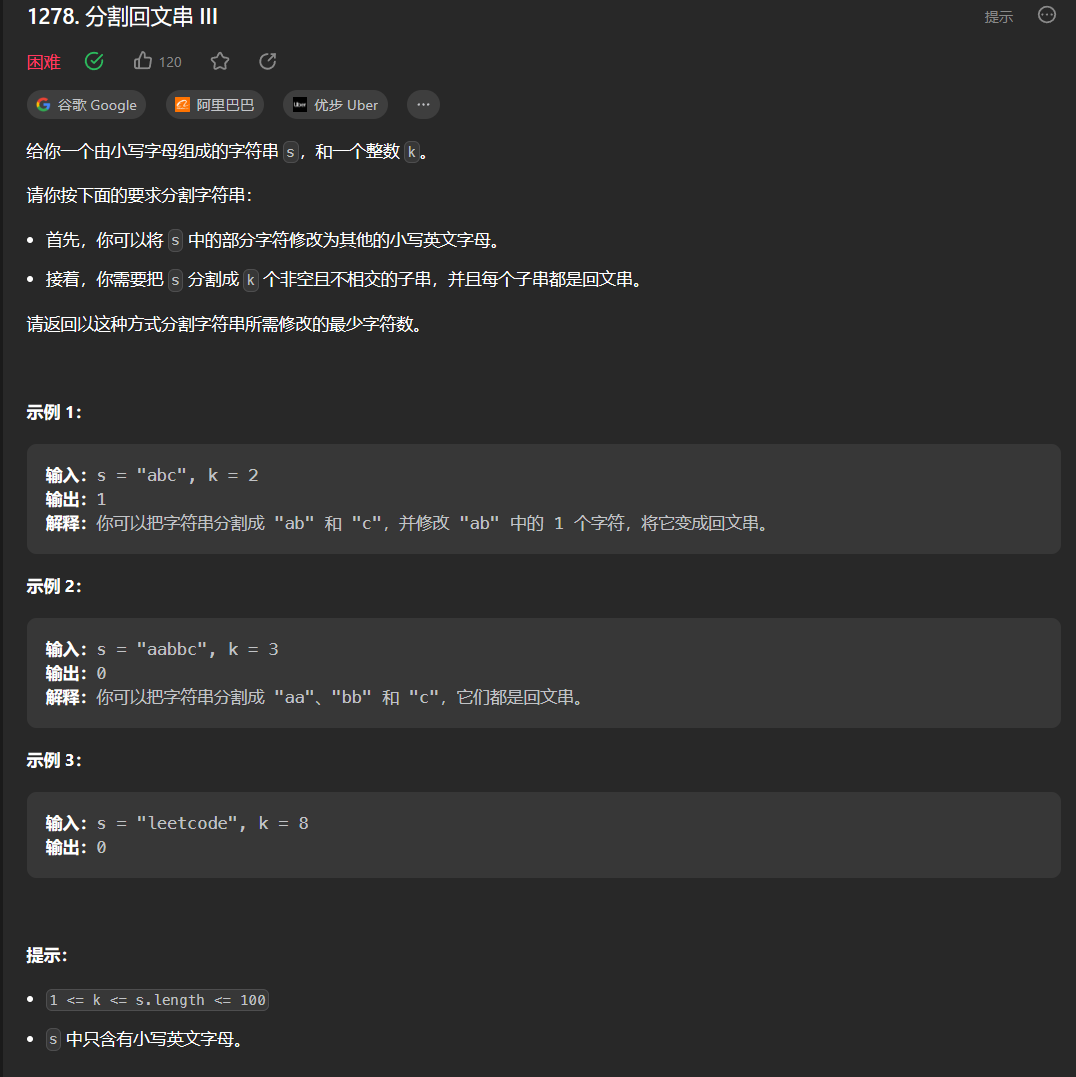 1278. 分割回文串 III
提示
困难
120
谷歌 Google
阿里巴巴
Uber
优步 Uber
给你一个由小写字母组成的字符串 s，和一个整数 k。
请你按下面的要求分割字符串：
• 首先，你可以将 s 中的部分字符修改为其他的小写英文字母。
• 接着，你需要把 s 分割成 k 个非空且不相交的子串，并且每个子串都是回文串。
请返回以这种方式分割字符串所需修改的最少字符数。
示例 1：
输入：s = "abc", k = 2
输出：1
解释：你可以把字符串分割成 "ab" 和 "c"，并修改 "ab" 中的 1 个字符，将它变成回文串。
示例 2：
输入：s = "aabbc", k = 3
输出：0
解释：你可以把字符串分割成 "aa"、"bb" 和 "c"，它们都是回文串。
示例 3：
输入：s = "leetcode", k = 8
输出：0
提示：
• 1 <= k <= s.length <= 100
• s 中只含有小写英文字母。